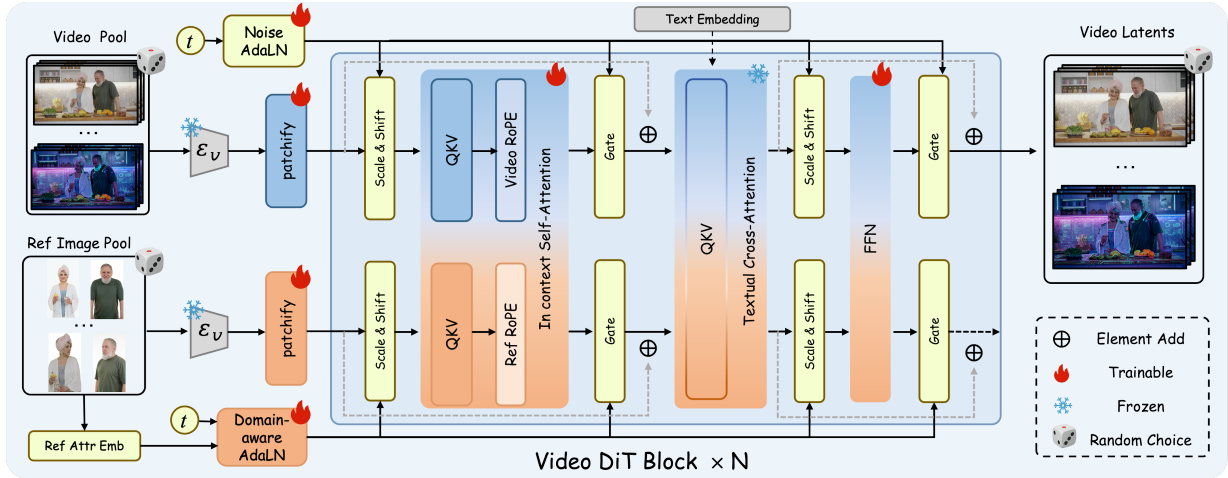 Video Pool
t
Noise
AdaLN
Text Embedding
Video Latents
...
εv
patchify
Scale & Shift
QKV
Video RoPE
In context Self-Attention
Gate
QKV
Textual Cross-Attention
Scale & Shift
FFN
Gate
Ref Image Pool
...
εv
patchify
Scale & Shift
QKV
Ref RoPE
Gate
Scale & Shift
Gate
Ref Attr Emb
t
Domain-
aware
AdaLN
Video DiT Block × N
Element Add
Trainable
Frozen
Random Choice